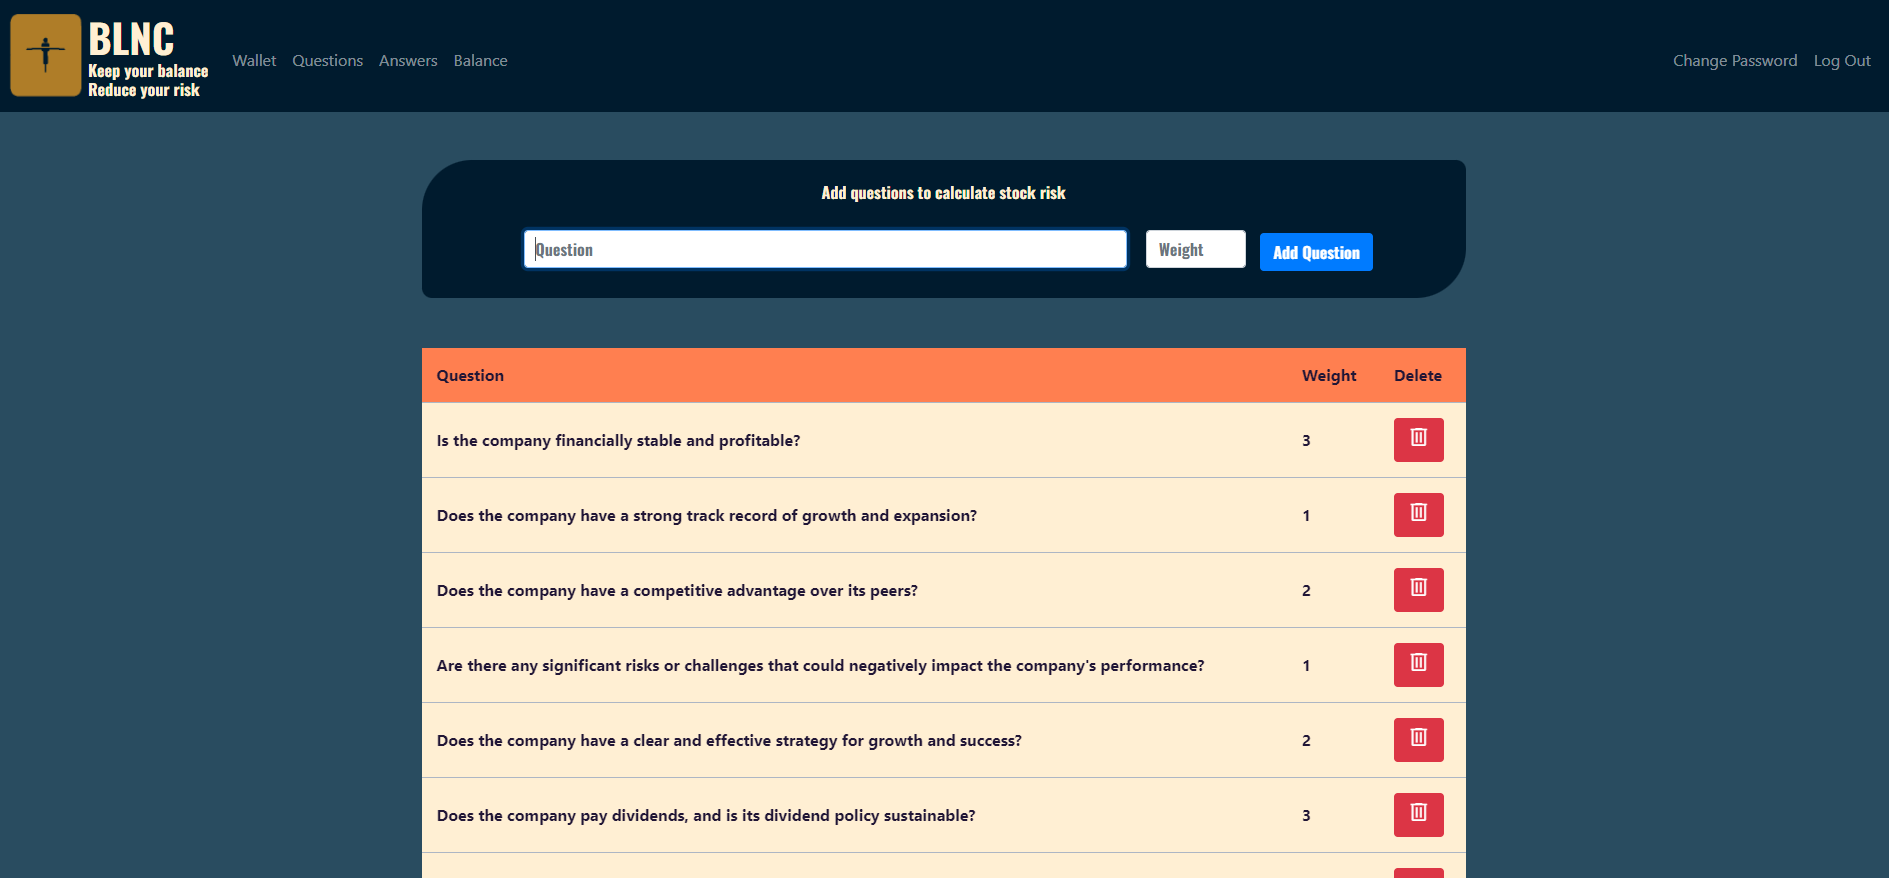 BLNC
Keep your balance
Reduce your risk
Wallet Questions Answers Balance
Change Password Log Out
Add questions to calculate stock risk
Question Weight Add Question
Question Weight Delete
Is the company financially stable and profitable? 3
Does the company have a strong track record of growth and expansion? 1
Does the company have a competitive advantage over its peers? 2
Are there any significant risks or challenges that could negatively impact the company's performance? 1
Does the company have a clear and effective strategy for growth and success? 2
Does the company pay dividends, and is its dividend policy sustainable? 3